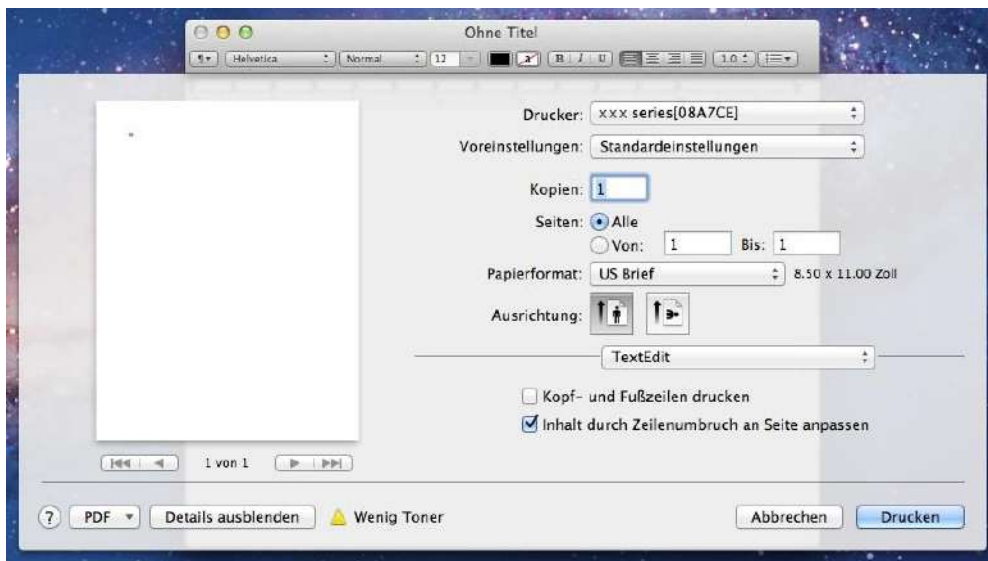 Ohne Titel
Helvetica Normal 12 a B I U 1.0
Drucker: xxx series[08A7CE]
Voreinstellungen: Standardeinstellungen
Kopien: 1
Seiten: Alle
Von: 1 Bis: 1
Papierformat: US Brief 8.50 x 11.00 Zoll
Ausrichtung:
TextEdit
Kopf- und Fußzeilen drucken
Inhalt durch Zeilenumbruch an Seite anpassen
1 von 1
? PDF Details ausblenden Wenig Toner Abbrechen Drucken